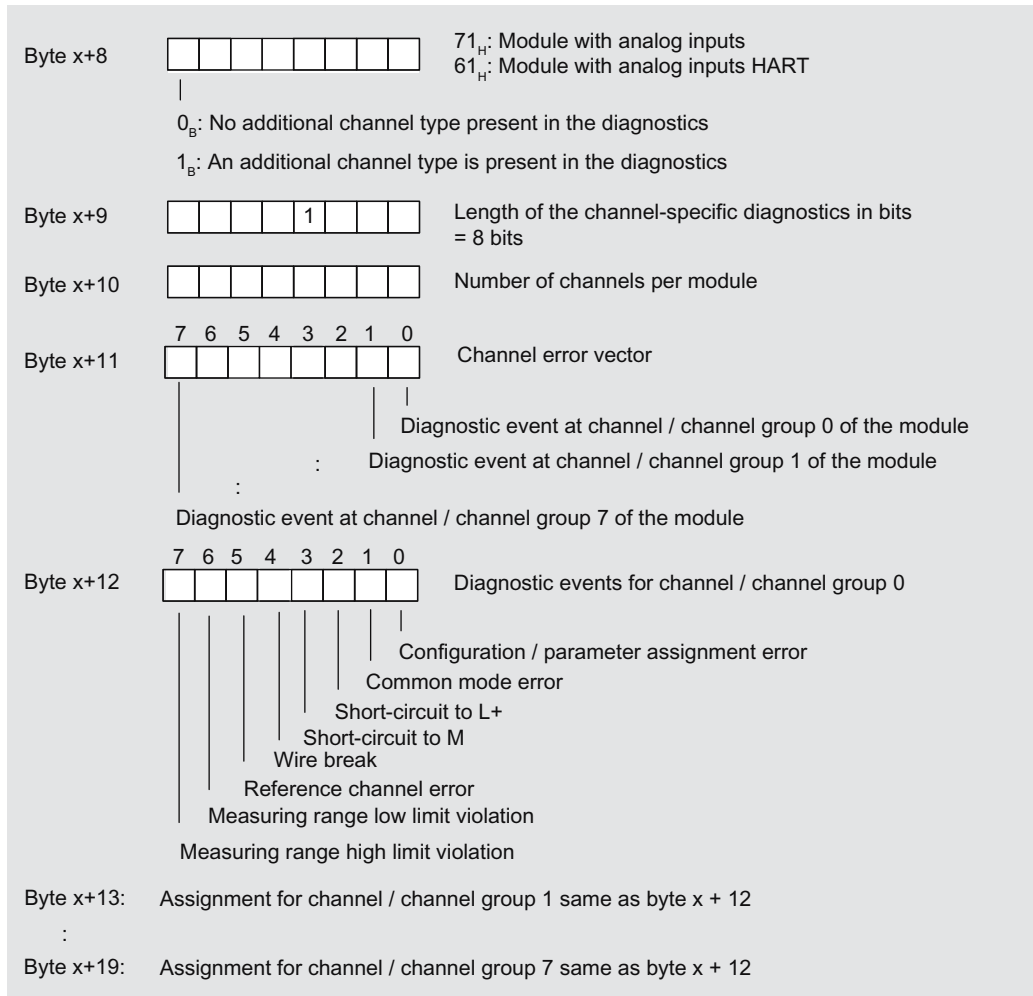 Byte x+8
71H: Module with analog inputs
61H: Module with analog inputs HART
0B: No additional channel type present in the diagnostics
1B: An additional channel type is present in the diagnostics
Byte x+9
1
Length of the channel-specific diagnostics in bits
= 8 bits
Byte x+10
Number of channels per module
7 6 5 4 3 2 1 0
Byte x+11
Channel error vector
Diagnostic event at channel / channel group 0 of the module
: Diagnostic event at channel / channel group 1 of the module
:
Diagnostic event at channel / channel group 7 of the module
7 6 5 4 3 2 1 0
Byte x+12
Diagnostic events for channel / channel group 0
Configuration / parameter assignment error
Common mode error
Short-circuit to L+
Short-circuit to M
Wire break
Reference channel error
Measuring range low limit violation
Measuring range high limit violation
Byte x+13: Assignment for channel / channel group 1 same as byte x + 12
:
Byte x+19: Assignment for channel / channel group 7 same as byte x + 12